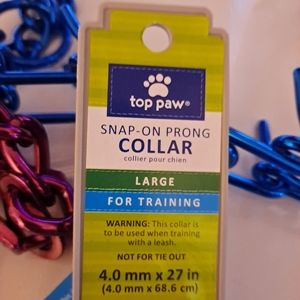 top paw®
SNAP-ON PRONG
COLLAR
collier pour chien
LARGE
FOR TRAINING
WARNING: This collar is
to be used when training
with a leash.
NOT FOR TIE OUT
4.0 mm x 27 in
(4.0 mm x 68.6 cm)